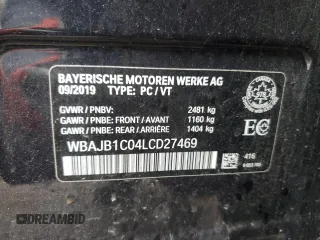 BAYERISCHE MOTOREN WERKE AG
09/2019 TYPE: PC / VT
GVWR / PNBV: 2481 kg
GAWR / PNBE: FRONT / AVANT 1160 kg
GAWR / PNBE: REAR / ARRIÈRE 1404 kg
WBAJB1C04LCD27469
EC
416
DREAMBID